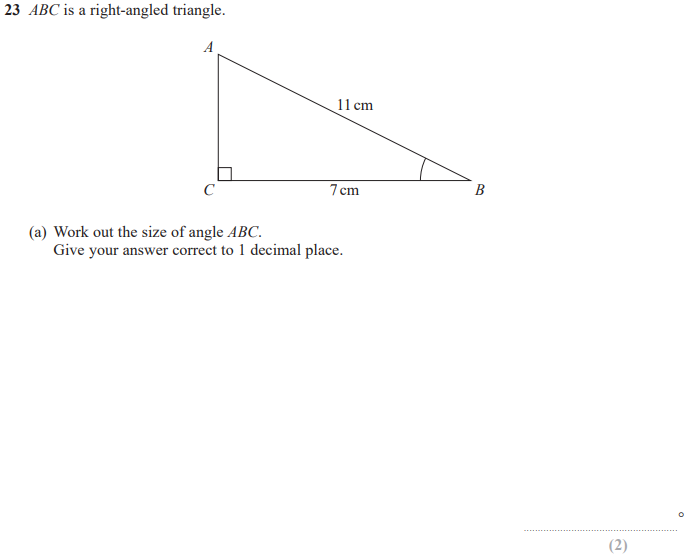 23 ABC is a right-angled triangle.
A
11 cm
C
7 cm
B
(a) Work out the size of angle ABC.
Give your answer correct to 1 decimal place.
°
(2)